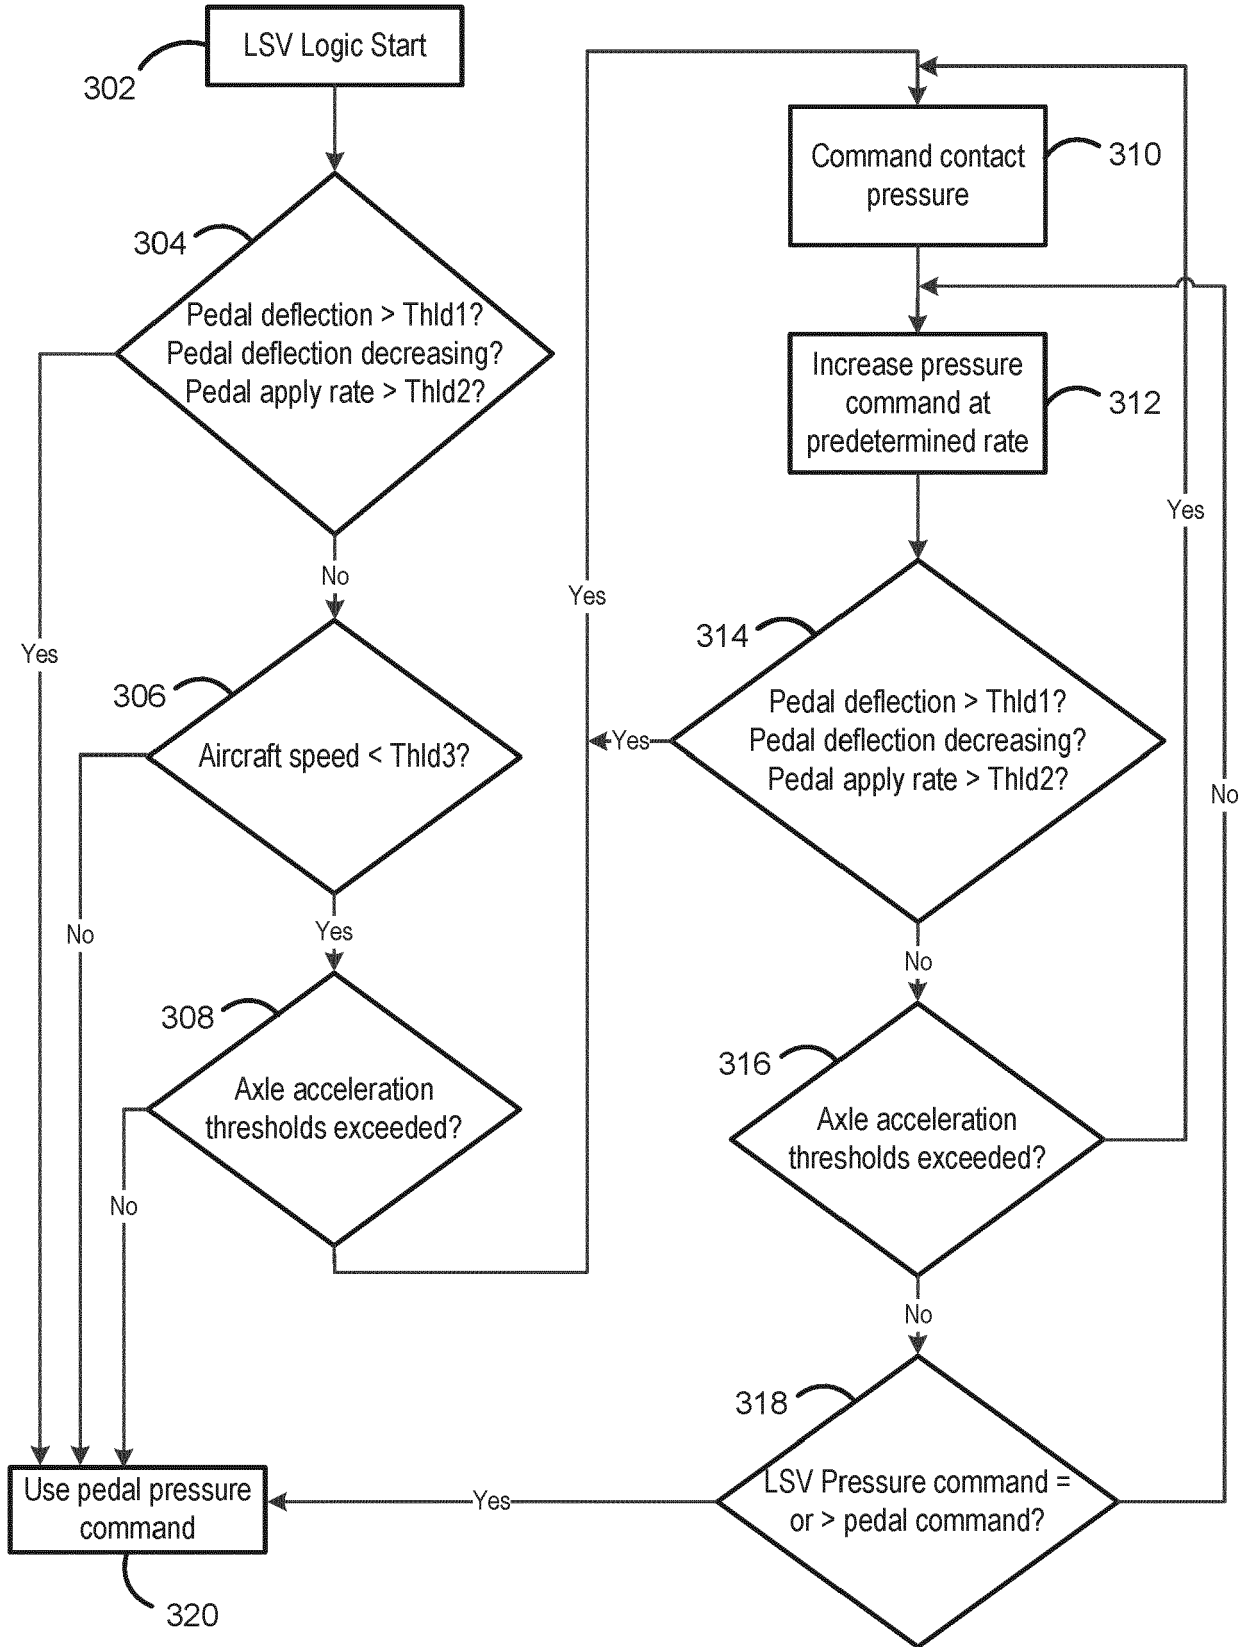 LSV Logic Start
302
304
Pedal deflection > Thld1?
Pedal deflection decreasing?
Pedal apply rate > Thld2?
Yes
No
306
Aircraft speed < Thld3?
No
Yes
308
Axle acceleration
thresholds exceeded?
No
Use pedal pressure
command
320
Yes
Command contact
pressure
310
Increase pressure
command at
predetermined rate
312
Yes
314
Pedal deflection > Thld1?
Pedal deflection decreasing?
Pedal apply rate > Thld2?
Yes
No
No
316
Axle acceleration
thresholds exceeded?
No
318
LSV Pressure command =
or > pedal command?
Yes